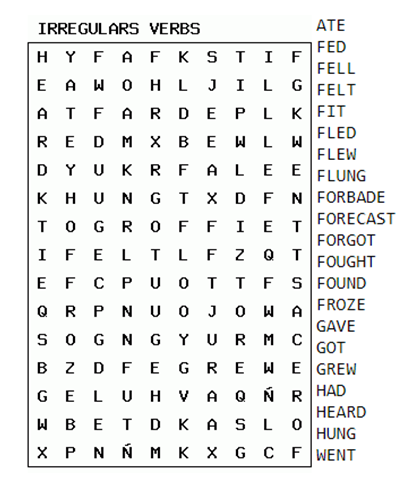 IRREGULARS VERBS
H Y F A F K S T I F
E A W O H L J I L G
A T F A R D E P L K
R E D M X B E W L W
D Y U K R F A L E E
K H U N G T X D F N
T O G R O F F I E T
I F E L T L F Z Q T
E F C P U O T T F S
Q R P N U O J O W A
S O G N G Y U R M C
B Z D F E G R E W E
G E L U H V A Q Ñ R
W B E T D K A S L O
X P N Ñ M K X G C F
ATE
FED
FELL
FELT
FIT
FLED
FLEW
FLUNG
FORBADE
FORECAST
FORGOT
FOUGHT
FOUND
FROZE
GAVE
GOT
GREW
HAD
HEARD
HUNG
WENT